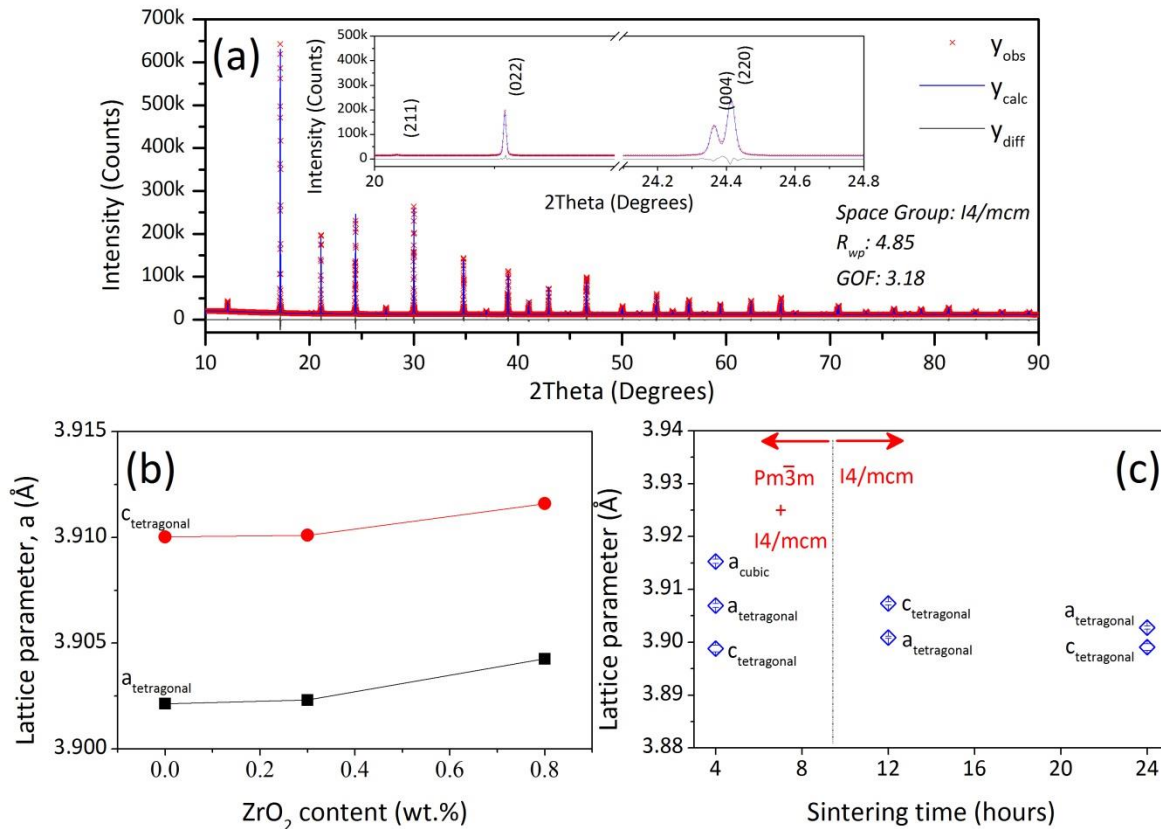 (a)
Intensity (Counts)
700k
600k
500k
400k
300k
200k
100k
0
10 20 30 40 50 60 70 80 90
2Theta (Degrees)
Intensity (Counts)
500k
400k
300k
200k
100k
0
(211)
(022)
(004)
(220)
20 24.2 24.4 24.6 24.8
2Theta (Degrees)
y_obs
y_calc
y_diff
Space Group: I4/mcm
R_wp: 4.85
GOF: 3.18
(b)
Lattice parameter, a (Å)
3.915
3.910
3.905
3.900
c_tetragonal
a_tetragonal
0.0 0.2 0.4 0.6 0.8
ZrO₂ content (wt.%)
(c)
Lattice parameter (Å)
3.94
3.93
3.92
3.91
3.90
3.89
3.88
Pm3̅m
+
I4/mcm
I4/mcm
a_cubic
a_tetragonal
c_tetragonal
c_tetragonal
a_tetragonal
a_tetragonal
c_tetragonal
4 8 12 16 20 24
Sintering time (hours)